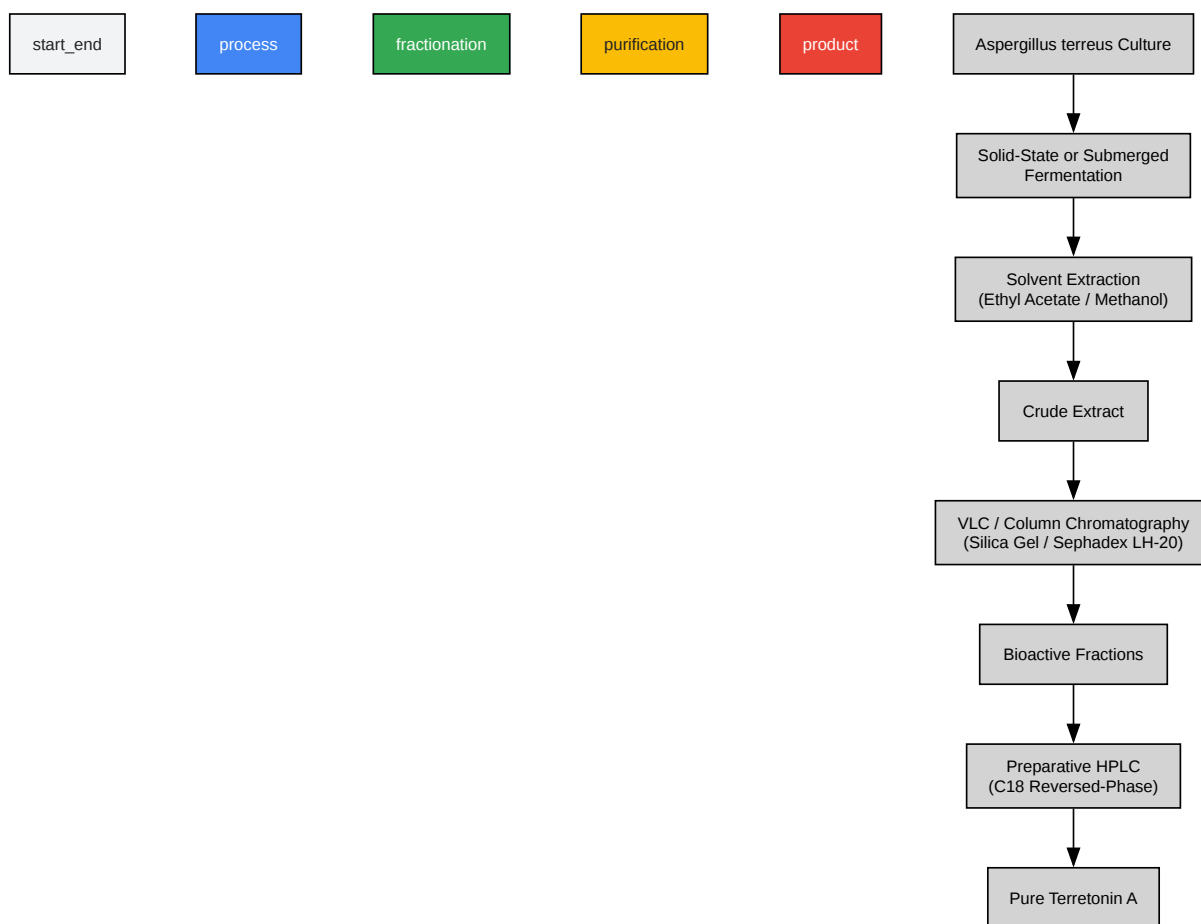 start_end
process
fractionation
purification
product
Aspergillus terreus Culture
Solid-State or Submerged
Fermentation
Solvent Extraction
(Ethyl Acetate / Methanol)
Crude Extract
VLC / Column Chromatography
(Silica Gel / Sephadex LH-20)
Bioactive Fractions
Preparative HPLC
(C18 Reversed-Phase)
Pure Terretonin A